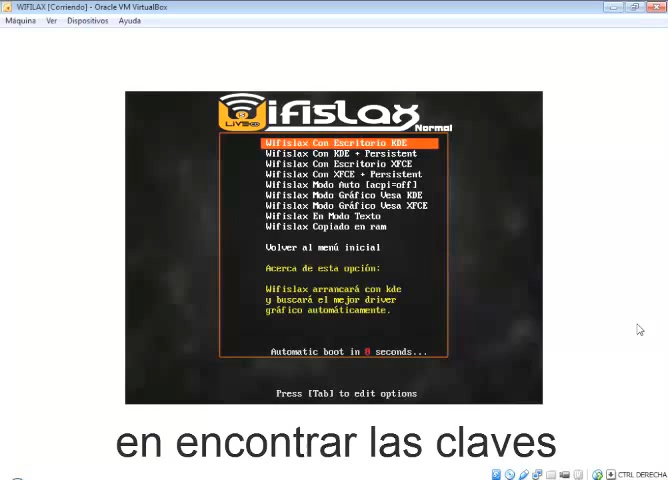 WIFILAX [Corriendo] - Oracle VM VirtualBox
Máquina Ver Dispositivos Ayuda
Wifislax
LIVE
Normal
Wifislax Con Escritorio KDE
Wifislax Con KDE + Persistent
Wifislax Con Escritorio XFCE
Wifislax Con XFCE + Persistent
Wifislax Modo Auto [acpi=off]
Wifislax Modo Gráfico Vesa KDE
Wifislax Modo Gráfico Vesa XFCE
Wifislax En Modo Texto
Wifislax Copiado en ram
Volver al menú inicial
Acerca de esta opción:
Wifislax arrancará con kde
y buscará el mejor driver
gráfico automáticamente.
Automatic boot in 0 seconds...
Press [Tab] to edit options
en encontrar las claves
CTRL DERECHA